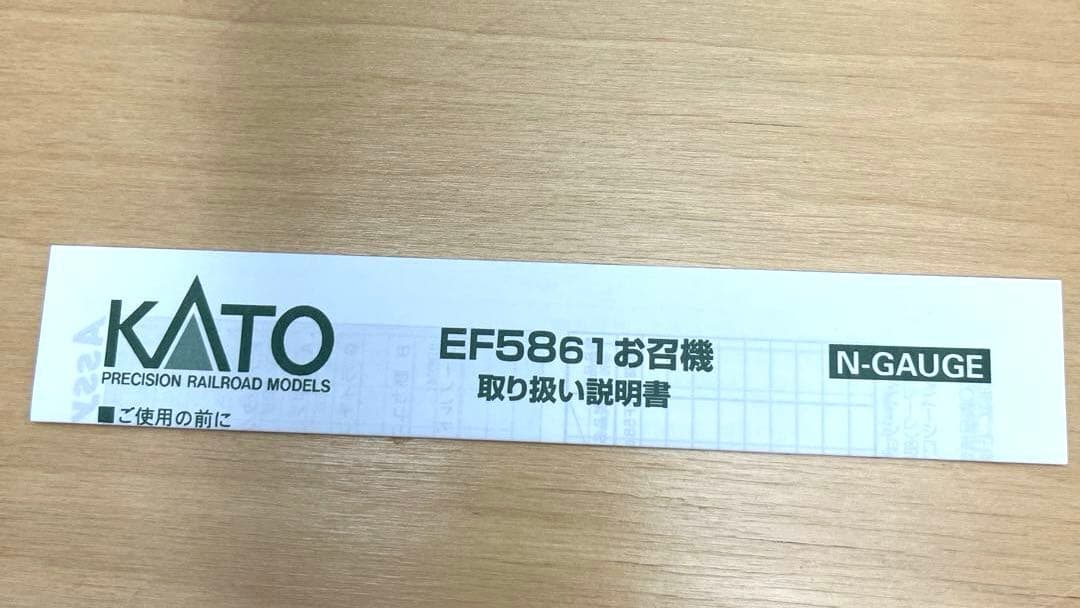 KATO
PRECISION RAILROAD MODELS
EF5861お召機
取り扱い説明書
N-GAUGE
■ご使用の前に